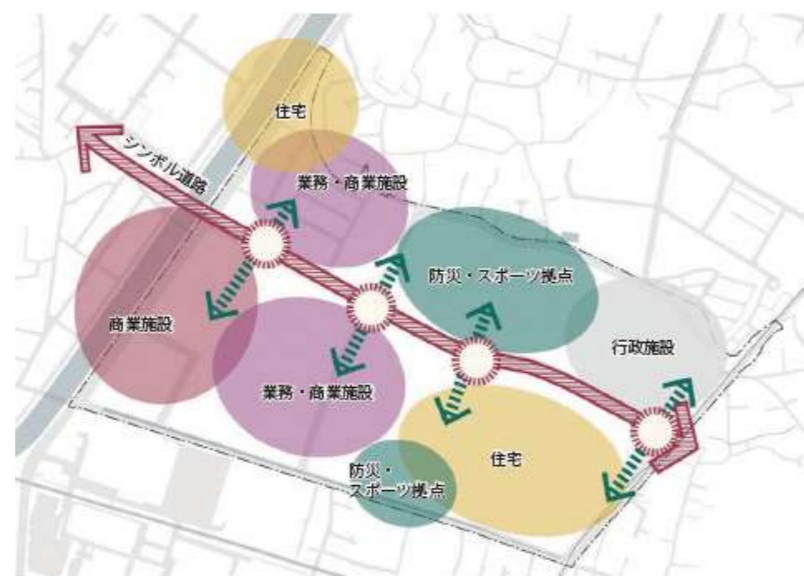 住宅
シンボル道路
業務・商業施設
防災・スポーツ拠点
商業施設
行政施設
業務・商業施設
住宅
防災・
スポーツ拠点